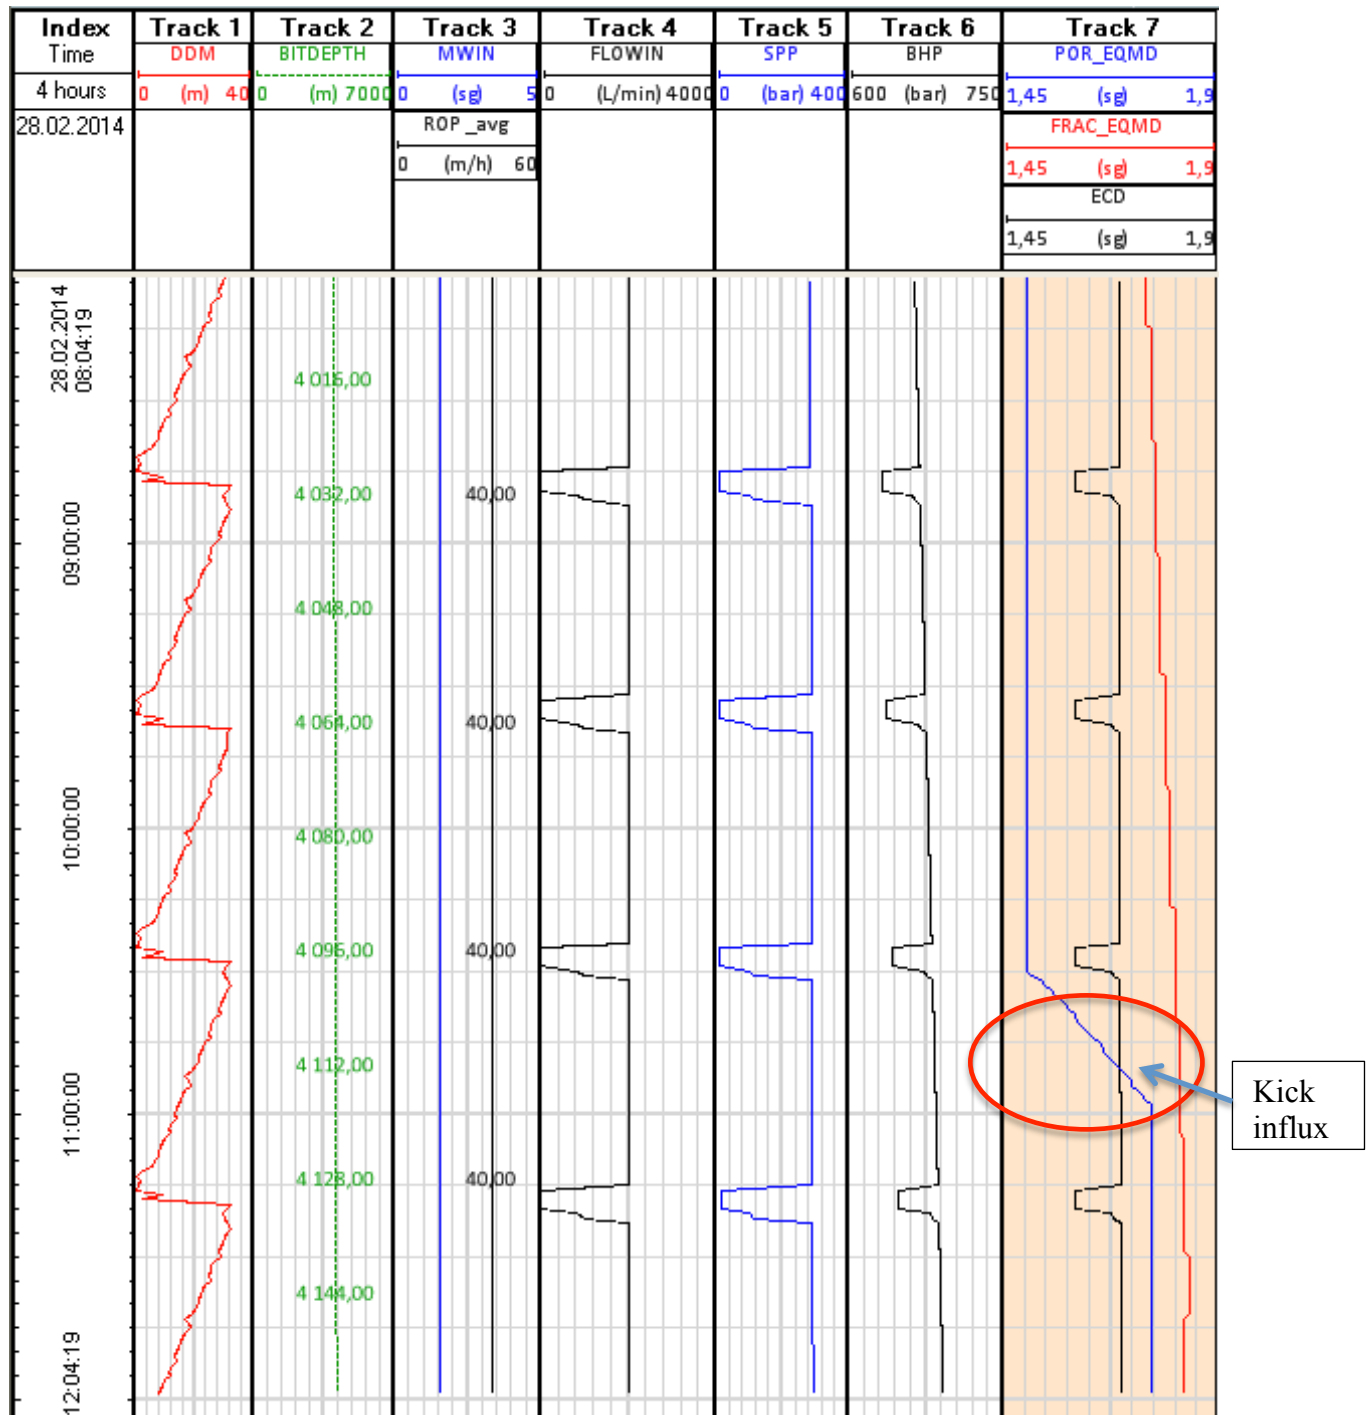 Index Track 1 Track 2 Track 3 Track 4 Track 5 Track 6 Track 7
Time DDM BITDEPTH MWIN FLOWIN SPP BHP POR_EQMD
4 hours 0 (m) 40 0 (m) 7000 0 (sg) 5 0 (L/min) 4000 0 (bar) 400 600 (bar) 750 1,45 (sg) 1,9
28.02.2014 ROP_avg FRAC_EQMD
0 (m/h) 60 1,45 (sg) 1,9
ECD
1,45 (sg) 1,9
28.02.2014
08:04:19
4 016,00
4 032,00 40,00
09:00:00
4 048,00
4 064,00 40,00
10:00:00
4 080,00
4 096,00 40,00
4 112,00
Kick
influx
11:00:00
4 128,00 40,00
4 144,00
12:04:19